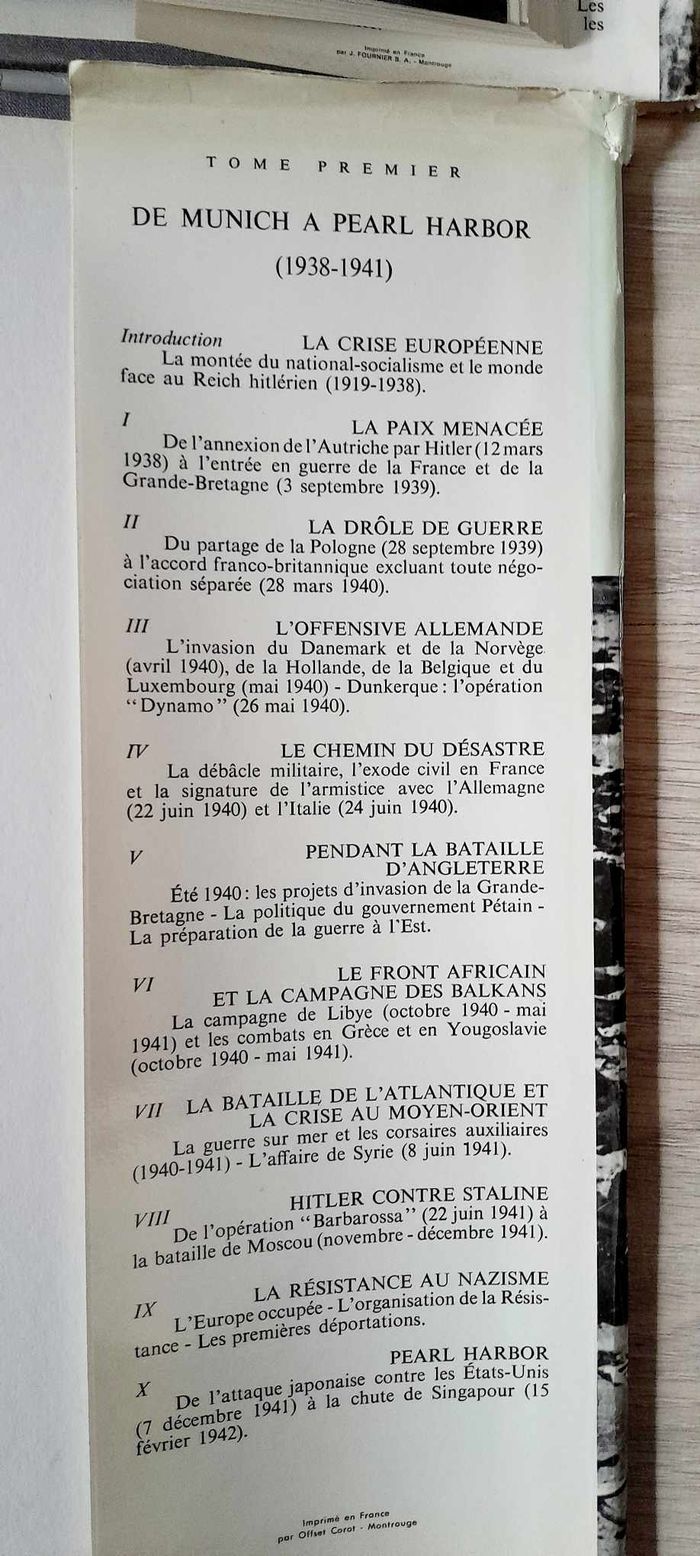 Les
les
Imprimé en France
par J. FOURNIER S. A. - Montrouge
TOME PREMIER
DE MUNICH A PEARL HARBOR
(1938-1941)
Introduction LA CRISE EUROPÉENNE
La montée du national-socialisme et le monde
face au Reich hitlérien (1919-1938).
I LA PAIX MENACÉE
De l'annexion de l'Autriche par Hitler (12 mars
1938) à l'entrée en guerre de la France et de la
Grande-Bretagne (3 septembre 1939).
II LA DRÔLE DE GUERRE
Du partage de la Pologne (28 septembre 1939)
à l'accord franco-britannique excluant toute négo-
ciation séparée (28 mars 1940).
III L'OFFENSIVE ALLEMANDE
L'invasion du Danemark et de la Norvège
(avril 1940), de la Hollande, de la Belgique et du
Luxembourg (mai 1940) - Dunkerque : l'opération
“Dynamo” (26 mai 1940).
IV LE CHEMIN DU DÉSASTRE
La débâcle militaire, l'exode civil en France
et la signature de l'armistice avec l'Allemagne
(22 juin 1940) et l'Italie (24 juin 1940).
V PENDANT LA BATAILLE
D'ANGLETERRE
Été 1940 : les projets d'invasion de la Grande-
Bretagne - La politique du gouvernement Pétain -
La préparation de la guerre à l'Est.
VI LE FRONT AFRICAIN
ET LA CAMPAGNE DES BALKANS
La campagne de Libye (octobre 1940 - mai
1941) et les combats en Grèce et en Yougoslavie
(octobre 1940 - mai 1941).
VII LA BATAILLE DE L'ATLANTIQUE ET
LA CRISE AU MOYEN-ORIENT
La guerre sur mer et les corsaires auxiliaires
(1940-1941) - L'affaire de Syrie (8 juin 1941).
VIII HITLER CONTRE STALINE
De l'opération “Barbarossa” (22 juin 1941) à
la bataille de Moscou (novembre - décembre 1941).
IX LA RÉSISTANCE AU NAZISME
L'Europe occupée - L'organisation de la Résis-
tance - Les premières déportations.
X PEARL HARBOR
De l'attaque japonaise contre les États-Unis
(7 décembre 1941) à la chute de Singapour (15
février 1942).
Imprimé en France
par Offset Corot - Montrouge